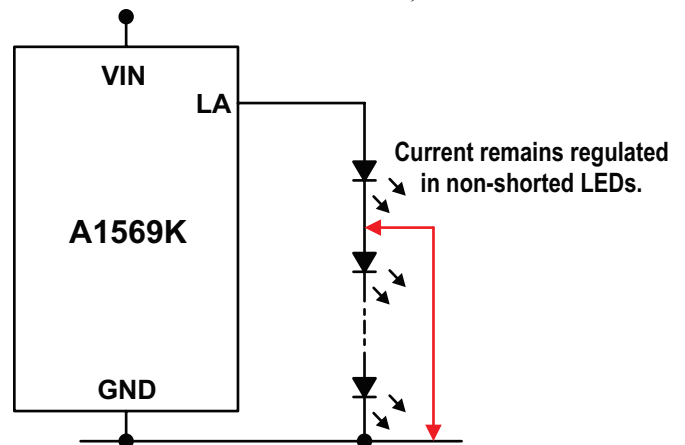 VIN
LA
Current remains regulated
in non-shorted LEDs.
A1569K
GND